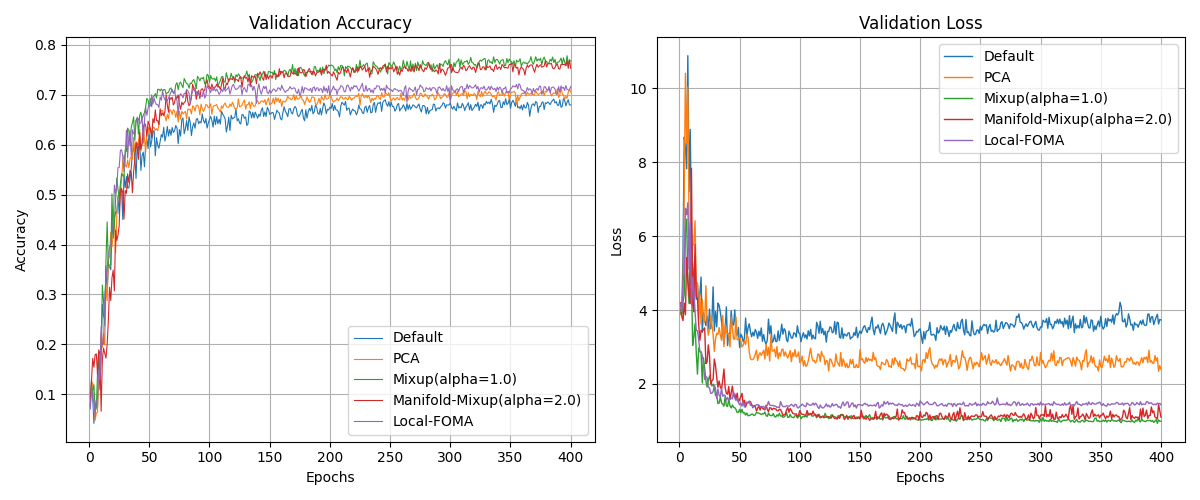 Validation Accuracy
0.8
0.7
0.6
0.5
0.4
0.3
0.2
0.1
Accuracy
0 50 100 150 200 250 300 350 400
Epochs
Default
PCA
Mixup(alpha=1.0)
Manifold-Mixup(alpha=2.0)
Local-FOMA
Validation Loss
10
8
6
4
2
Loss
0 50 100 150 200 250 300 350 400
Epochs
Default
PCA
Mixup(alpha=1.0)
Manifold-Mixup(alpha=2.0)
Local-FOMA